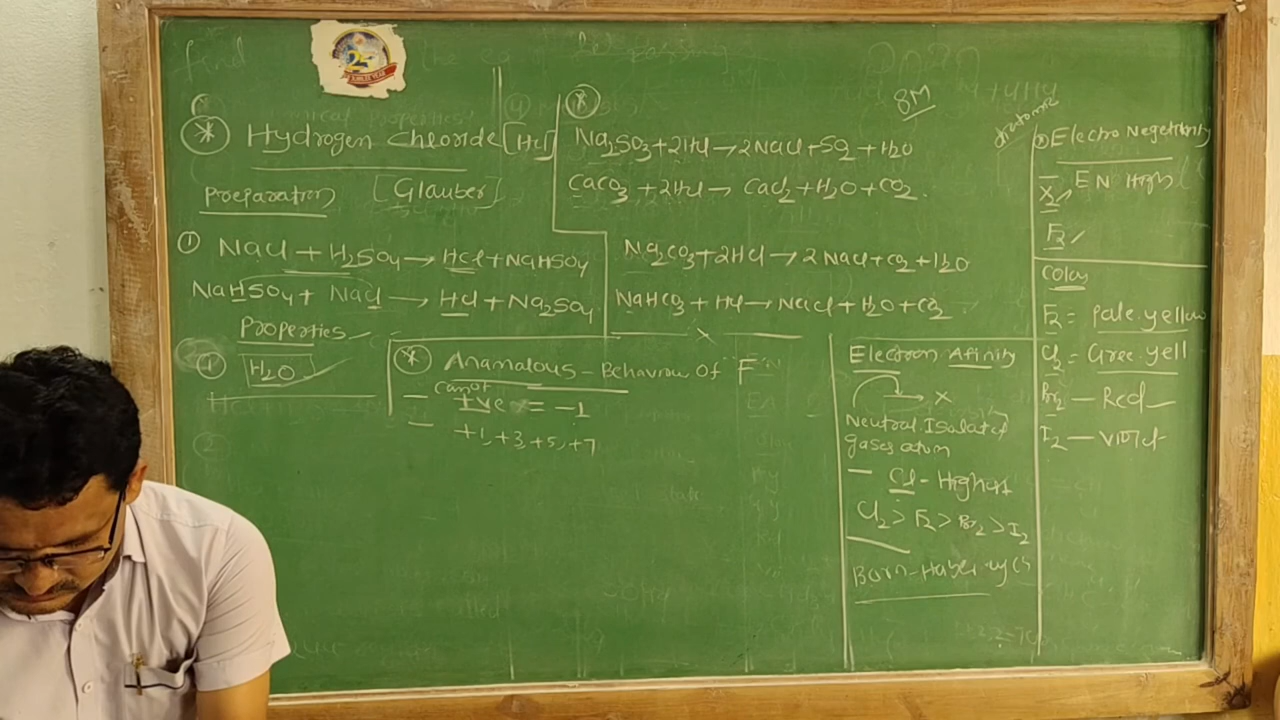 8M
* Hydrogen Chloride [HCl]
Preparation [Glauber]
① NaCl + H2SO4 → HCl + NaHSO4
NaHSO4 + NaCl → HCl + Na2SO4
Properties
① H2O
*
Na2SO3 + 2HCl → 2NaCl + SO2 + H2O
CaCO3 + 2HCl → CaCl2 + H2O + CO2
Na2CO3 + 2HCl → 2NaCl + CO2 + H2O
NaHCO3 + HCl → NaCl + H2O + CO2
x
* Anamalous - Behaviour of F
cannot
– +ve = -1
– +1, +3, +5, +7
Electron Afinity
→ x
Neutral Isolated
gases atom
– Cl - Highest
Cl2 > F2 > Br2 > I2
Born-Haber cycls
diatomic
Electro Negetivity
– EN High
X2
F2
Colou
F2 = pale yellow
Cl2 = Gree yell
Br2 – Red
I2 – Violet